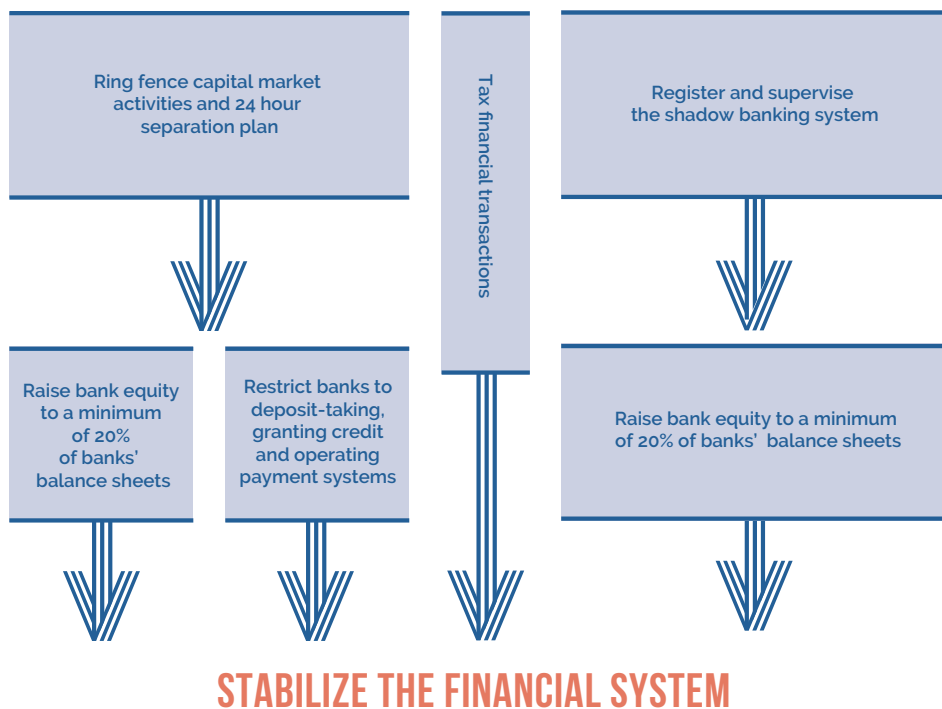 Ring fence capital market
activities and 24 hour
separation plan
Tax financial transactions
Register and supervise
the shadow banking system
Raise bank equity
to a minimum
of 20%
of banks’
balance sheets
Restrict banks to
deposit-taking,
granting credit
and operating
payment systems
Raise bank equity to a minimum
of 20% of banks’ balance sheets
STABILIZE THE FINANCIAL SYSTEM